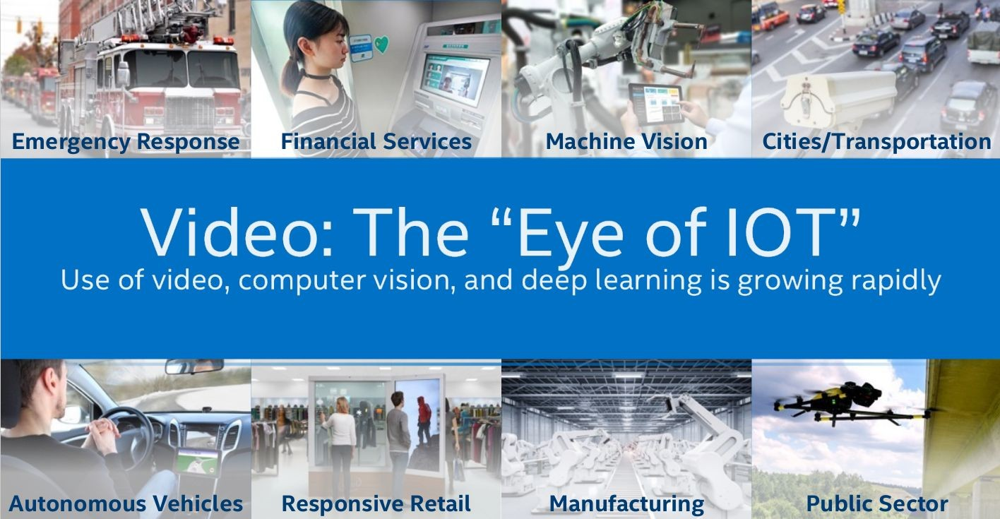 Emergency Response
Financial Services
Machine Vision
Cities/Transportation
Video: The “Eye of IOT”
Use of video, computer vision, and deep learning is growing rapidly
Autonomous Vehicles
Responsive Retail
Manufacturing
Public Sector